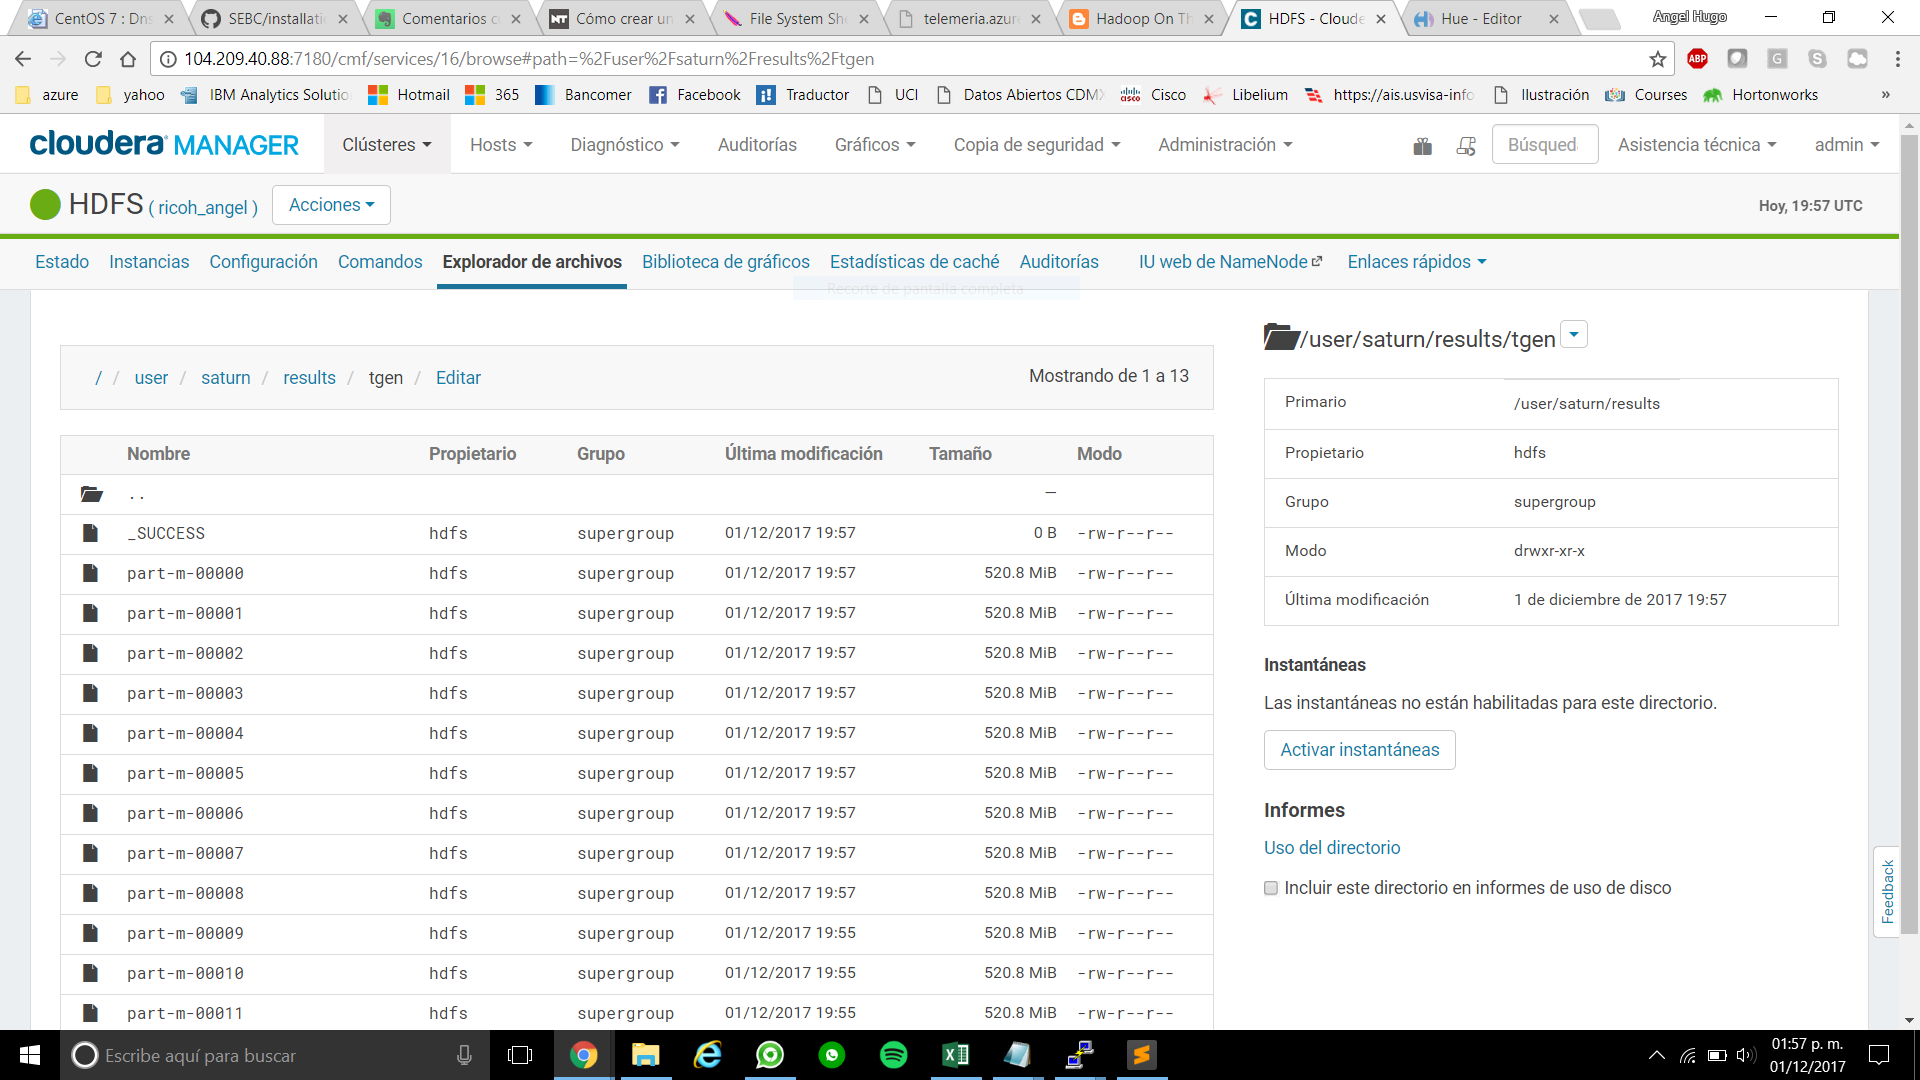 CentOS 7 : Dns
SEBC/installati
Comentarios c
Cómo crear un
File System Sh
telemeria.azur
Hadoop On Th
HDFS - Cloude
Hue - Editor
Angel Hugo
104.209.40.88:7180/cmf/services/16/browse#path=%2Fuser%2Fsaturn%2Fresults%2Ftgen
azure yahoo IBM Analytics Solutio Hotmail 365 Bancomer Facebook Traductor UCI Datos Abiertos CDMX Cisco Libelium https://ais.usvisa-info Ilustración Courses Hortonworks »
cloudera MANAGER Clústeres Hosts Diagnóstico Auditorías Gráficos Copia de seguridad Administración Búsqued Asistencia técnica admin
HDFS ( ricoh_angel ) Acciones Hoy, 19:57 UTC
Estado Instancias Configuración Comandos Explorador de archivos Biblioteca de gráficos Estadísticas de caché Auditorías IU web de NameNode Enlaces rápidos
Recorte de pantalla completa
/ / user / saturn / results / tgen / Editar Mostrando de 1 a 13
Nombre Propietario Grupo Última modificación Tamaño Modo
.. —
_SUCCESS hdfs supergroup 01/12/2017 19:57 0 B -rw-r--r--
part-m-00000 hdfs supergroup 01/12/2017 19:57 520.8 MiB -rw-r--r--
part-m-00001 hdfs supergroup 01/12/2017 19:57 520.8 MiB -rw-r--r--
part-m-00002 hdfs supergroup 01/12/2017 19:57 520.8 MiB -rw-r--r--
part-m-00003 hdfs supergroup 01/12/2017 19:57 520.8 MiB -rw-r--r--
part-m-00004 hdfs supergroup 01/12/2017 19:57 520.8 MiB -rw-r--r--
part-m-00005 hdfs supergroup 01/12/2017 19:57 520.8 MiB -rw-r--r--
part-m-00006 hdfs supergroup 01/12/2017 19:57 520.8 MiB -rw-r--r--
part-m-00007 hdfs supergroup 01/12/2017 19:57 520.8 MiB -rw-r--r--
part-m-00008 hdfs supergroup 01/12/2017 19:57 520.8 MiB -rw-r--r--
part-m-00009 hdfs supergroup 01/12/2017 19:55 520.8 MiB -rw-r--r--
part-m-00010 hdfs supergroup 01/12/2017 19:55 520.8 MiB -rw-r--r--
part-m-00011 hdfs supergroup 01/12/2017 19:55 520.8 MiB -rw-r--r--
/user/saturn/results/tgen
Primario /user/saturn/results
Propietario hdfs
Grupo supergroup
Modo drwxr-xr-x
Última modificación 1 de diciembre de 2017 19:57
Instantáneas
Las instantáneas no están habilitadas para este directorio.
Activar instantáneas
Informes
Uso del directorio
Incluir este directorio en informes de uso de disco
Feedback
Escribe aquí para buscar
01:57 p. m.
01/12/2017